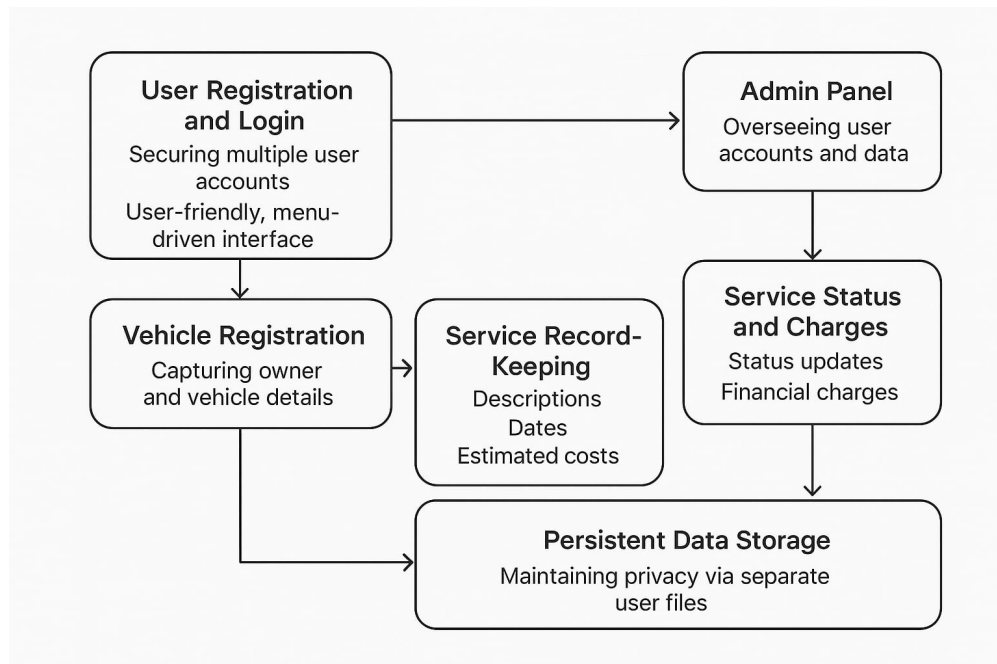 User Registration
and Login
Securing multiple user
accounts
User-friendly, menu-
driven interface
Admin Panel
Overseeing user
accounts and data
Vehicle Registration
Capturing owner
and vehicle details
Service Record-
Keeping
Descriptions
Dates
Estimated costs
Service Status
and Charges
Status updates
Financial charges
Persistent Data Storage
Maintaining privacy via separate
user files